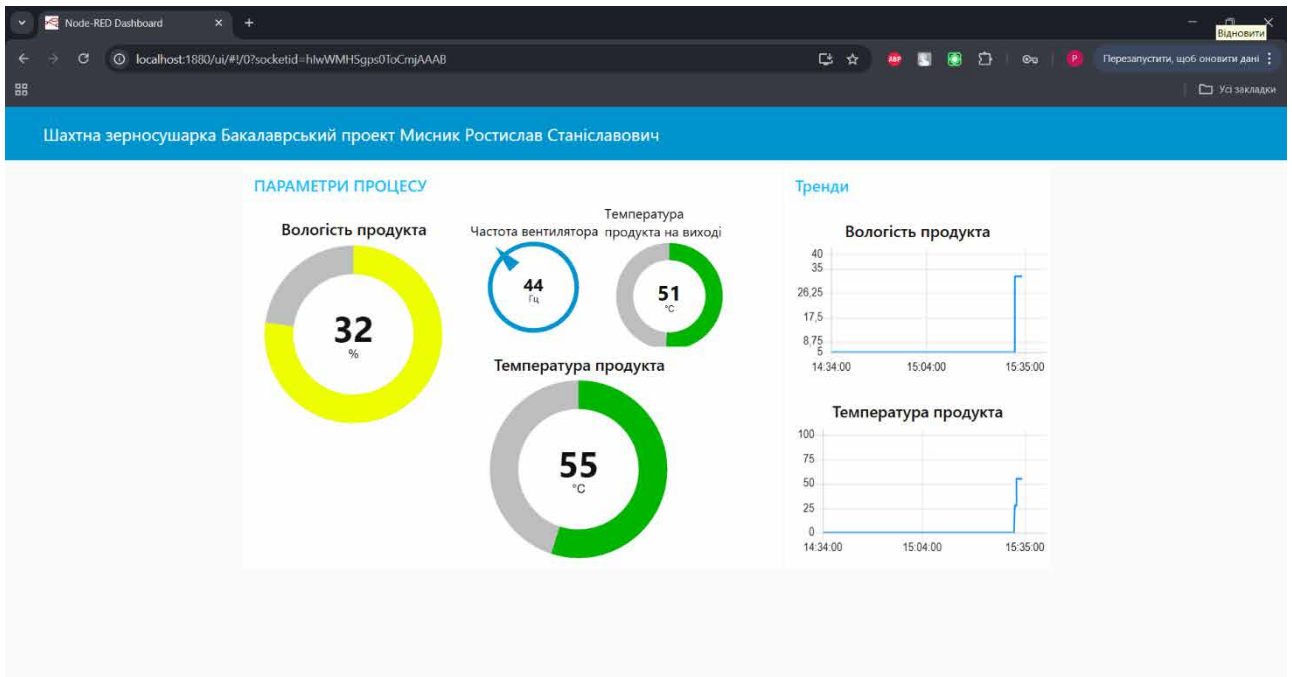 Node-RED Dashboard
Відновити
localhost:1880/ui/#!/0?socketid=hlwWMH5gps0ToCmjAAAB
ABP
P
Перезапустити, щоб оновити дані
Усі закладки
Шахтна зерносушарка Бакалаврський проект Мисник Ростислав Станіславович
ПАРАМЕТРИ ПРОЦЕСУ
Вологість продукта
32
%
Частота вентилятора
44
Гц
Температура
продукта на виході
51
°C
Температура продукта
55
°C
Тренди
Вологість продукта
40
35
26,25
17,5
8,75
5
14:34:00 15:04:00 15:35:00
Температура продукта
100
75
50
25
0
14:34:00 15:04:00 15:35:00